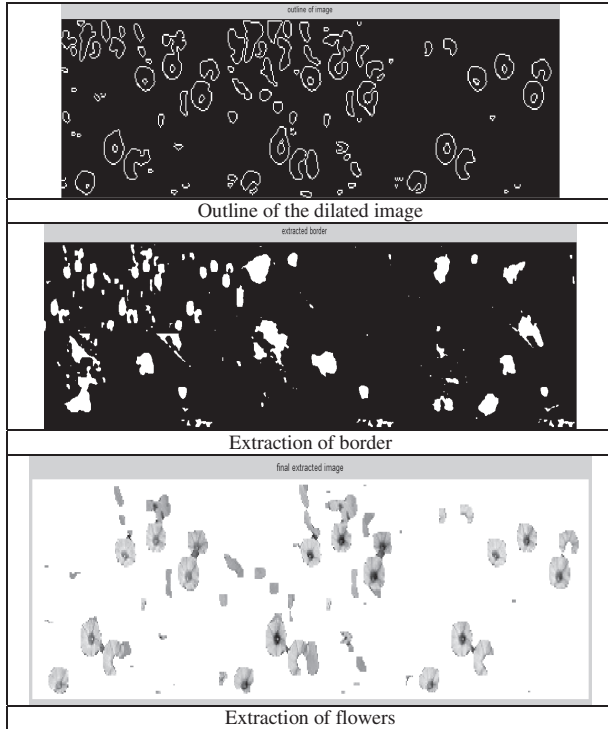 outline of image
Outline of the dilated image
extracted border
Extraction of border
final extracted image
Extraction of flowers